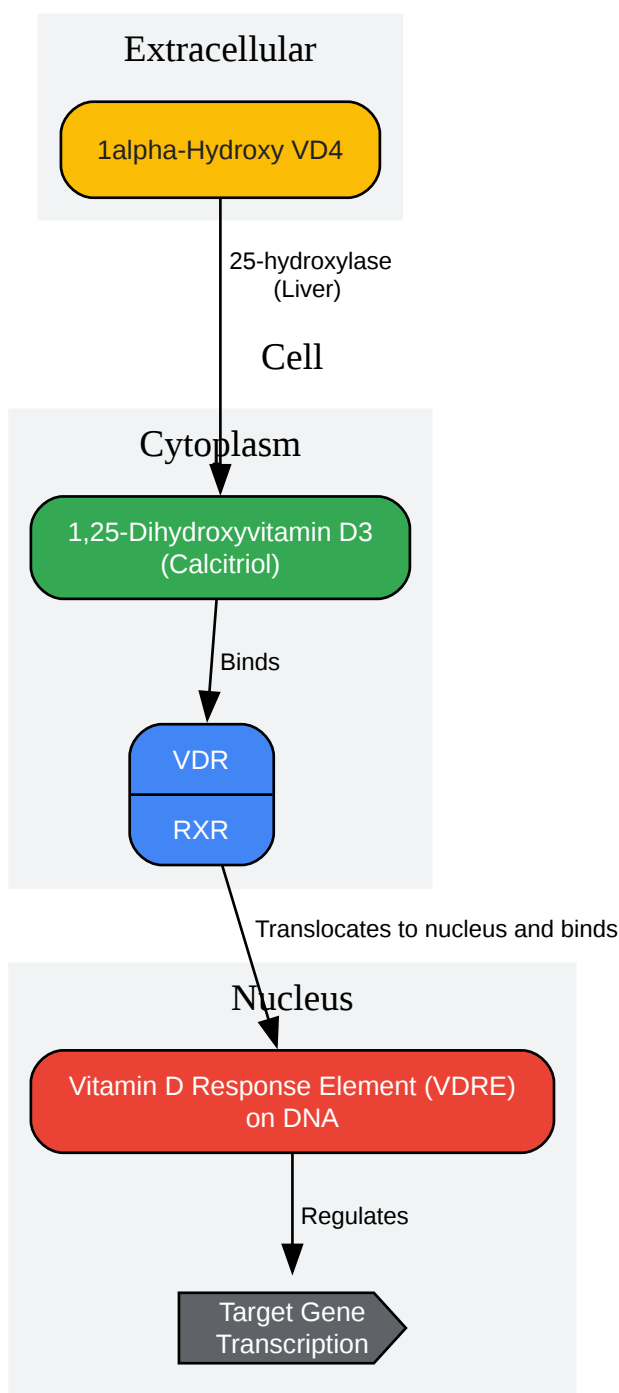 Extracellular
1alpha-Hydroxy VD4
25-hydroxylase
(Liver)
Cell
Cytoplasm
1,25-Dihydroxyvitamin D3
(Calcitriol)
Binds
VDR
RXR
Translocates to nucleus and binds
Nucleus
Vitamin D Response Element (VDRE)
on DNA
Regulates
Target Gene
Transcription